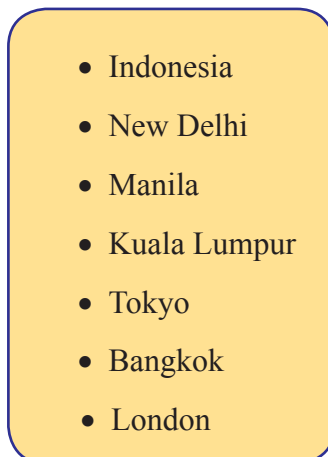 • Indonesia
• New Delhi
• Manila
• Kuala Lumpur
• Tokyo
• Bangkok
• London